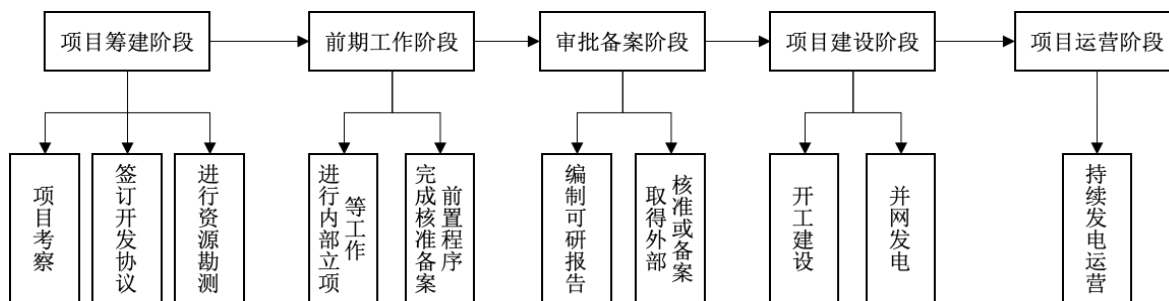 项目筹建阶段
前期工作阶段
审批备案阶段
项目建设阶段
项目运营阶段
项目考察
签订开发协议
进行资源勘测
进行内部立项
等工作
完成核准备案
前置程序
编制可研报告
取得外部
核准或备案
开工建设
并网发电
持续发电运营